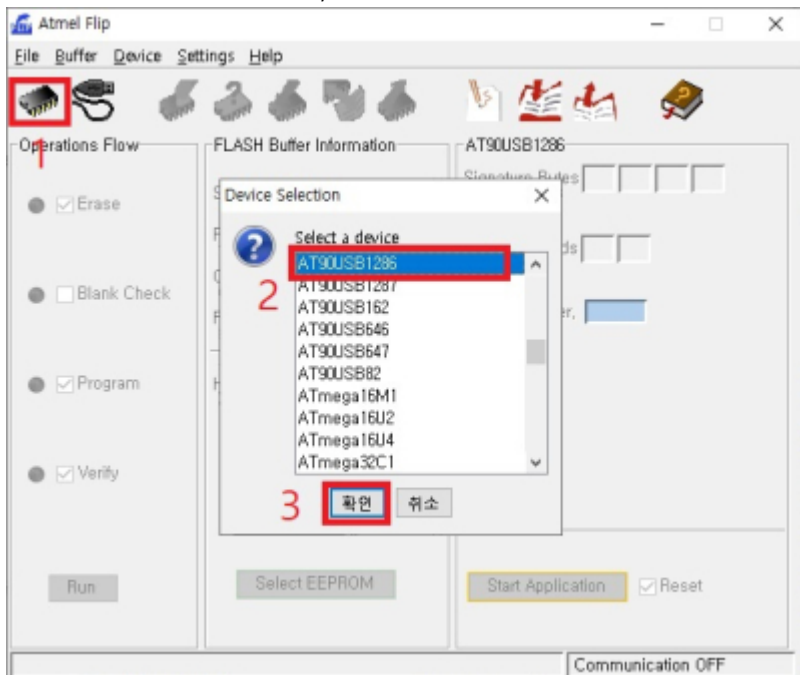 Atmel Flip
File Buffer Device Settings Help
1
Operations Flow
FLASH Buffer Information
AT90USB1286
Signature Bytes
Erase
Device Selection
Select a device
2
AT90USB1286
AT90USB1287
AT90USB162
AT90USB646
AT90USB647
AT90USB82
ATmega16M1
ATmega16U2
ATmega16U4
ATmega32C1
Blank Check
Program
Verify
3
확인 취소
Run
Select EEPROM
Start Application
Reset
Communication OFF